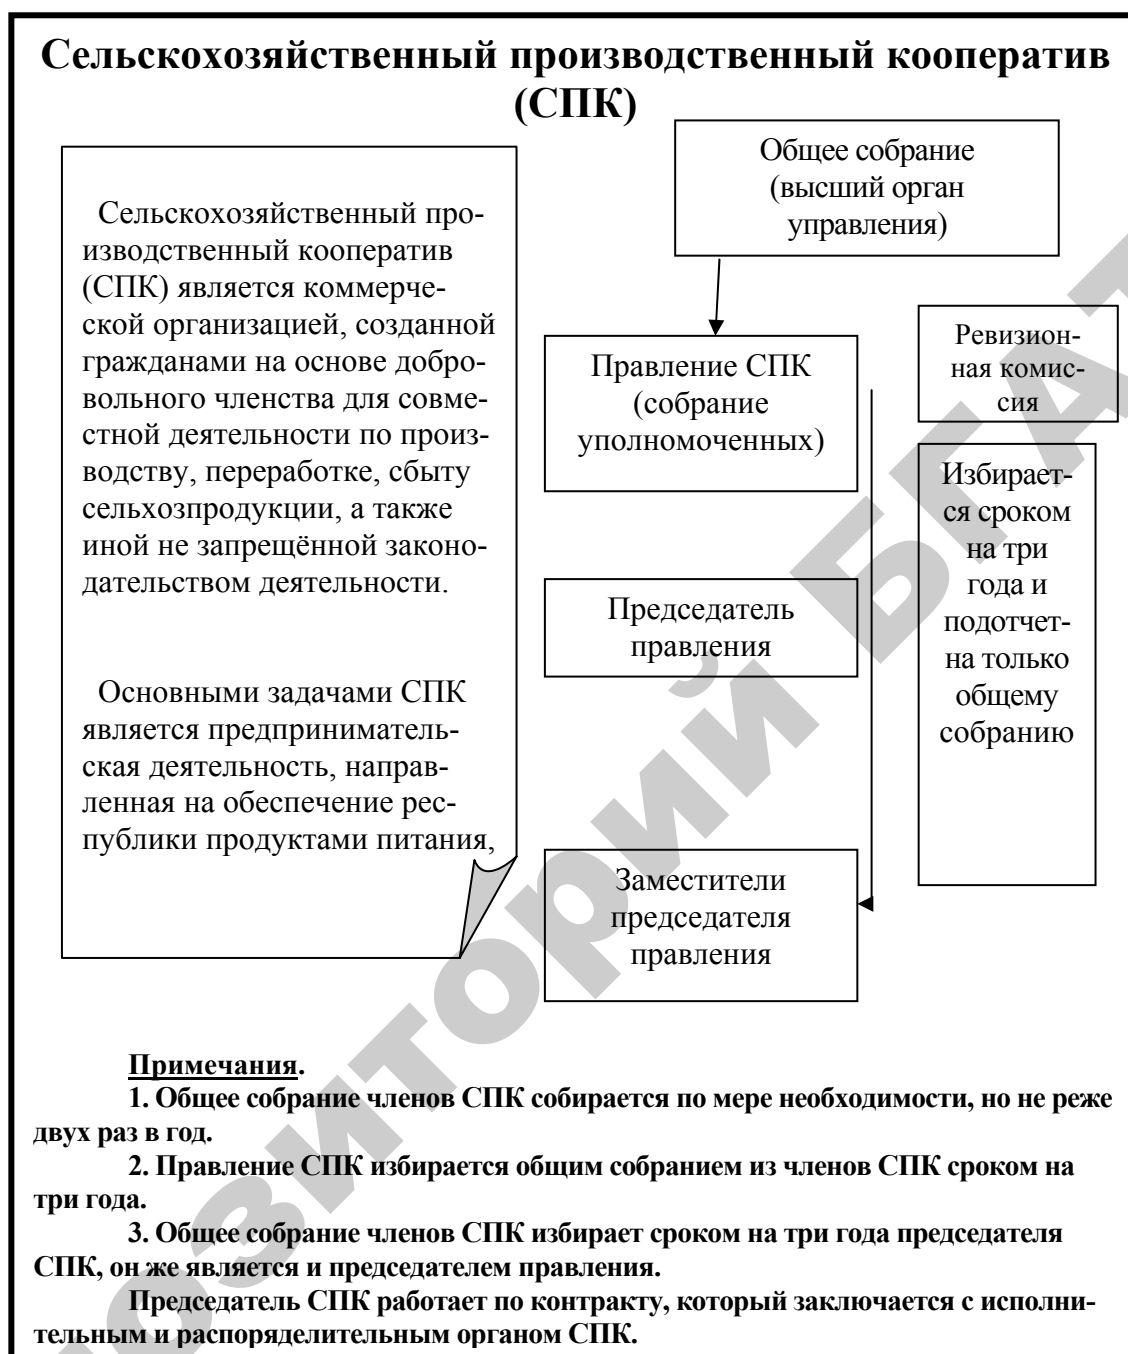 Сельскохозяйственный производственный кооператив
(СПК)
Сельскохозяйственный про-
изводственный кооператив
(СПК) является коммерче-
ской организацией, созданной
гражданами на основе добро-
вольного членства для совме-
стной деятельности по произ-
водству, переработке, сбыту
сельхозпродукции, а также
иной не запрещённой законо-
дательством деятельности.
Основными задачами СПК
является предприниматель-
ская деятельность, направ-
ленная на обеспечение рес-
публики продуктами питания,
Общее собрание
(высший орган
управления)
Правление СПК
(собрание
уполномоченных)
Председатель
правления
Заместители
председателя
правления
Ревизион-
ная комис-
сия
Избирает-
ся сроком
на три
года и
подотчет-
на только
общему
собранию
Примечания.
1. Общее собрание членов СПК собирается по мере необходимости, но не реже
двух раз в год.
2. Правление СПК избирается общим собранием из членов СПК сроком на
три года.
3. Общее собрание членов СПК избирает сроком на три года председателя
СПК, он же является и председателем правления.
Председатель СПК работает по контракту, который заключается с исполни-
тельным и распоряделительным органом СПК.
позиторий БГАТ